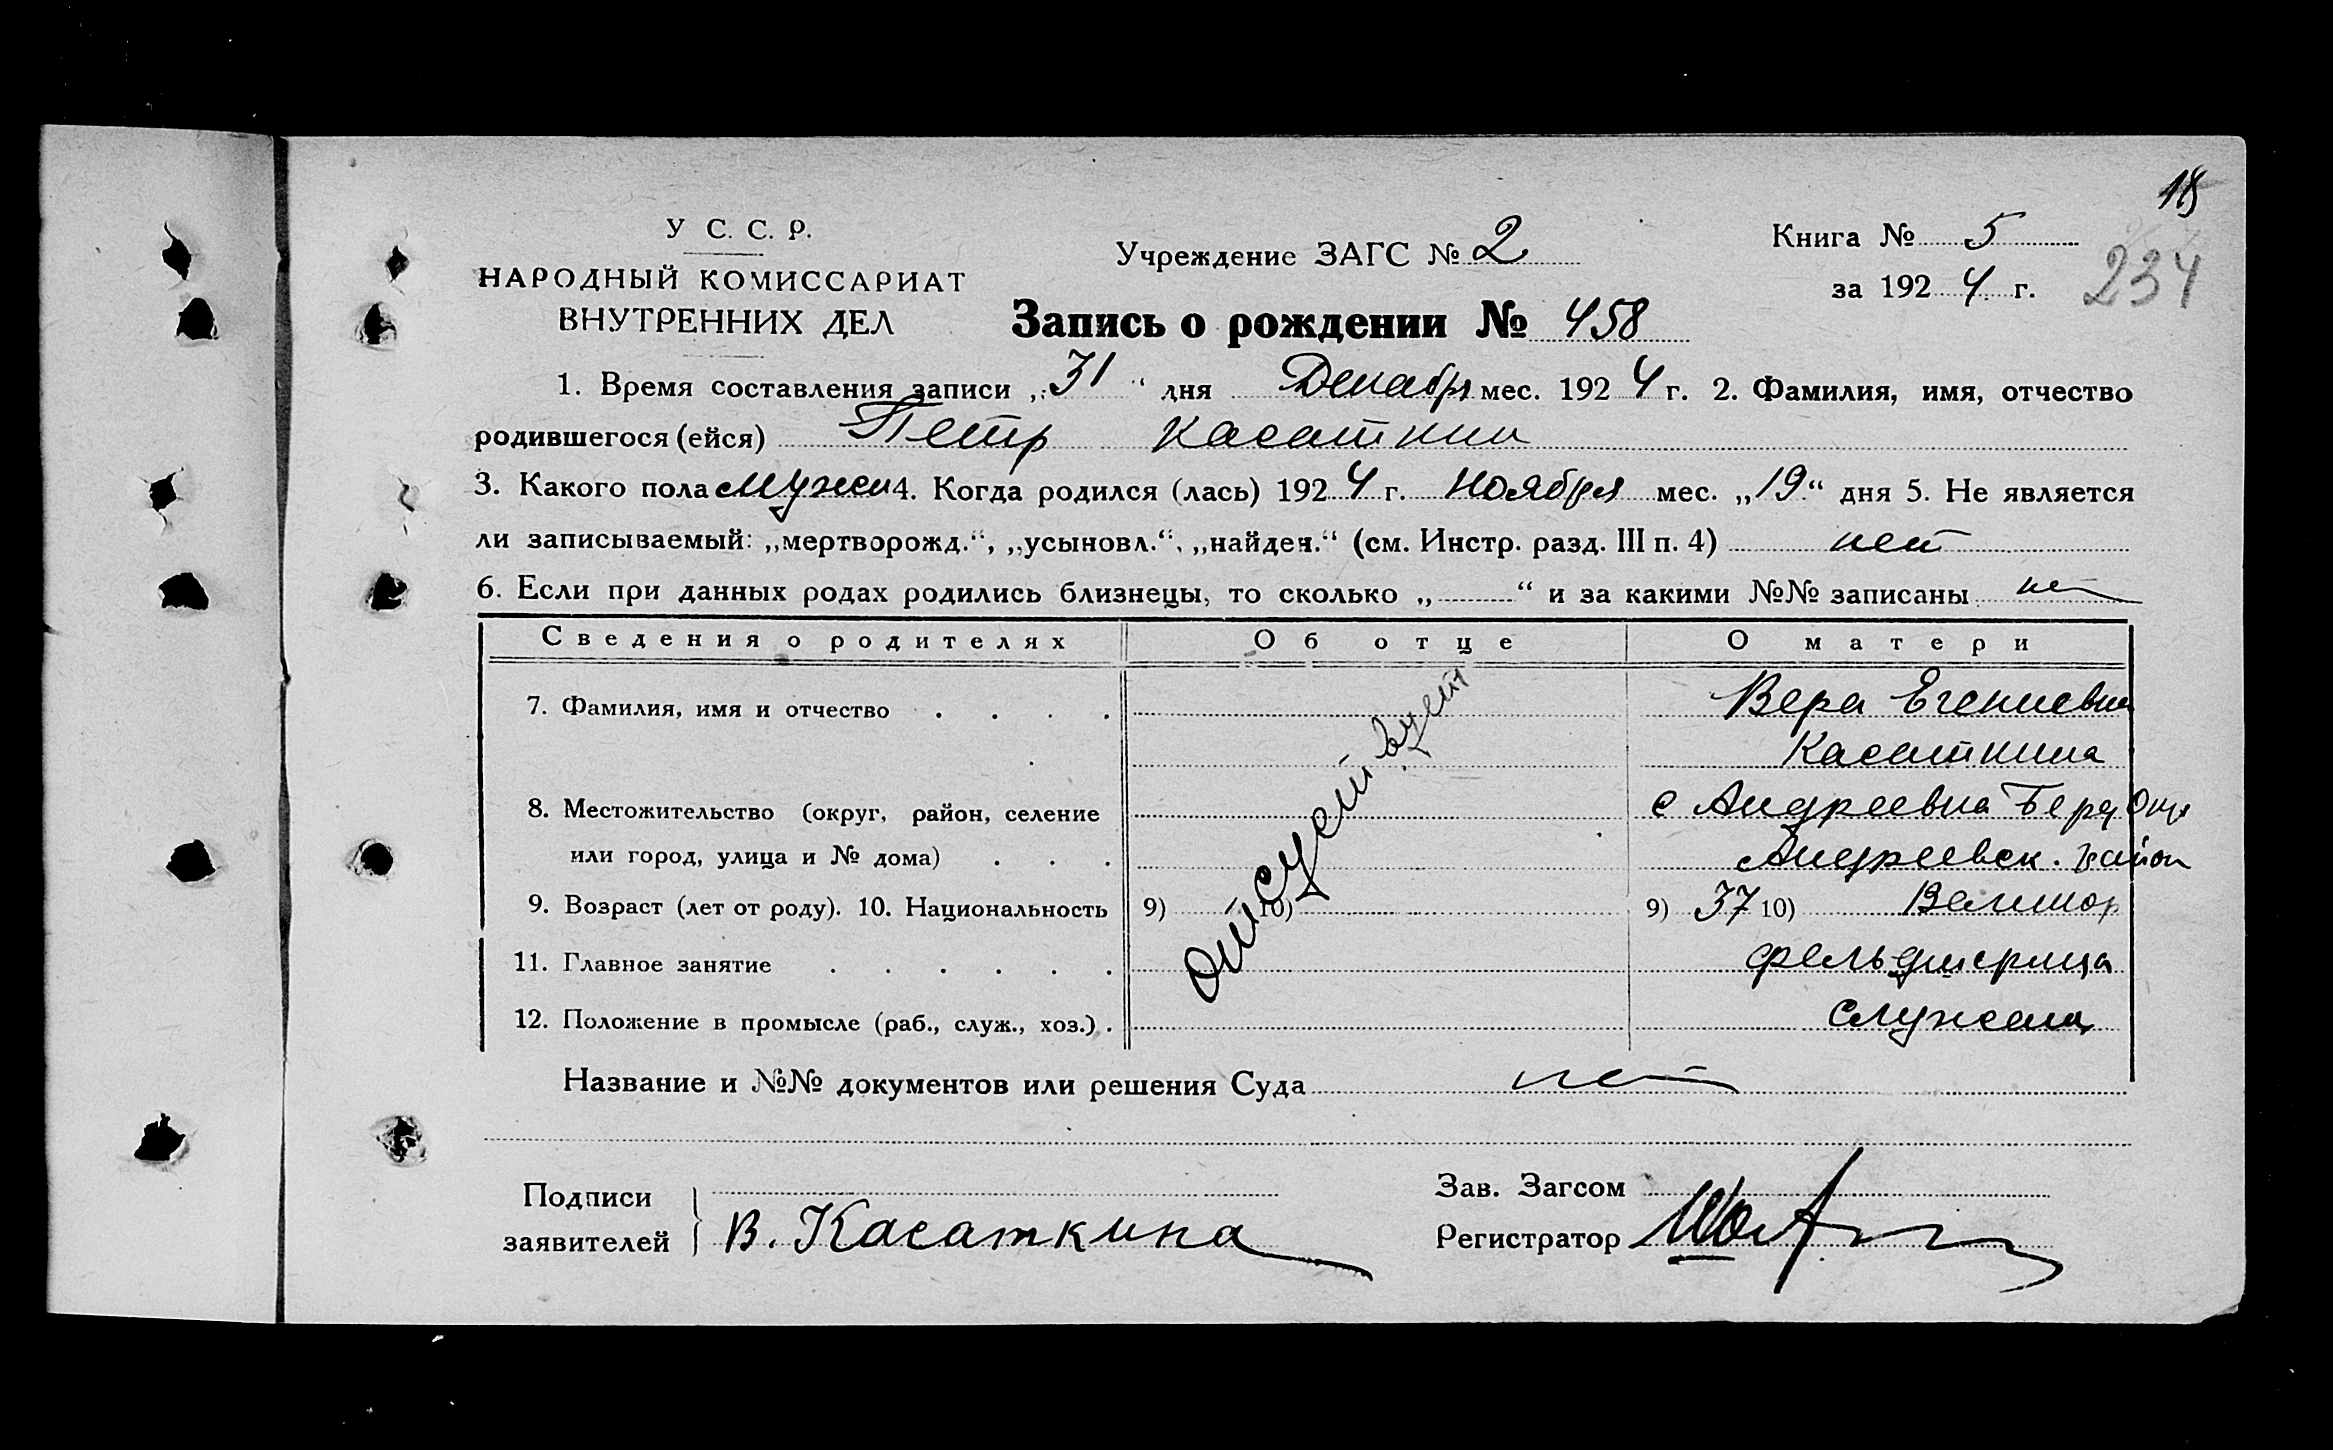 18
234
У С. С. Р.
НАРОДНЫЙ КОМИССАРИАТ
ВНУТРЕННИХ ДЕЛ
Учреждение ЗАГС № 2
Книга № 5
за 1924 г.
Запись о рождении № 458
1. Время составления записи „31“ дня Декабря мес. 1924 г. 2. Фамилия, имя, отчество
родившегося (ейся) Петр Касаткин
3. Какого пола мужск 4. Когда родился (лась) 1924 г. Ноября мес. „19“ дня 5. Не является
ли записываемый: „мертворожд.“, „усыновл.“, „найден.“ (см. Инстр. разд. III п. 4) нет
6. Если при данных родах родились близнецы, то сколько „ “ и за какими №№ записаны нет
Сведения о родителях Об отце О матери
7. Фамилия, имя и отчество Вера Егениевна
Касаткина
8. Местожительство (округ, район, селение с Андреевка Берд Окр
или город, улица и № дома) Андреевск. район
отсутствует
9. Возраст (лет от роду). 10. Национальность 9) 10) 9) 37 10) Великор
11. Главное занятие фельдшерица
12. Положение в промысле (раб., служ., хоз.)
Название и №№ документов или решения Суда нет
Подписи
заявителей В. Касаткина
Зав. Загсом
Регистратор